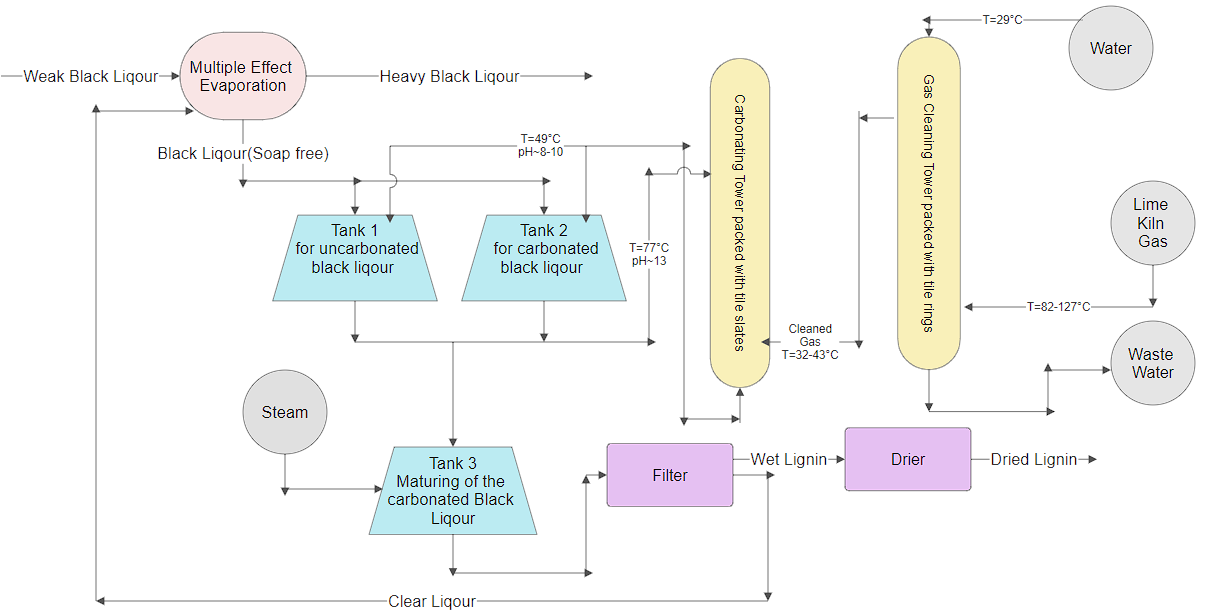 T=29°C
Water
Weak Black Liqour
Multiple Effect
Evaporation
Heavy Black Liqour
Black Liqour(Soap free)
T=49°C
pH~8-10
Carbonating Tower packed with tile slates
Gas Cleaning Tower packed with tile rings
Lime
Kiln
Gas
Tank 1
for uncarbonated
black liqour
Tank 2
for carbonated
black liqour
T=77°C
pH~13
T=82-127°C
Cleaned
Gas
T=32-43°C
Waste
Water
Steam
Tank 3
Maturing of the
carbonated Black
Liqour
Filter
Wet Lignin
Drier
Dried Lignin
Clear Liqour